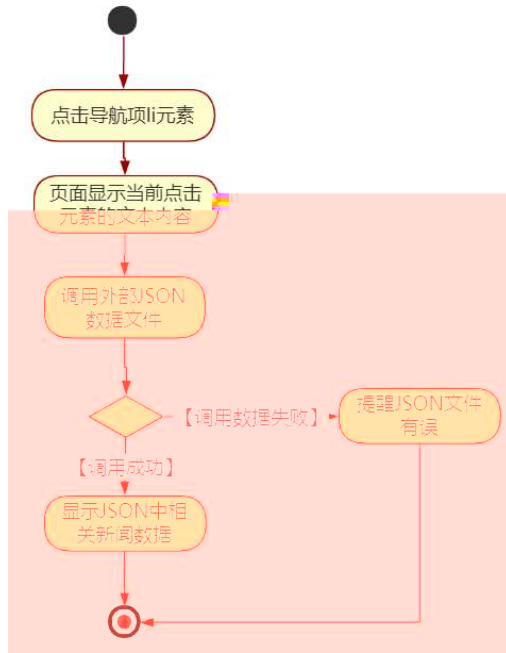 点击导航项li元素
页面显示当前点击
元素的文本内容
调用外部JSON
数据文件
【调用数据失败】
提醒JSON文件
有误
【调用成功】
显示JSON中相
关新闻数据